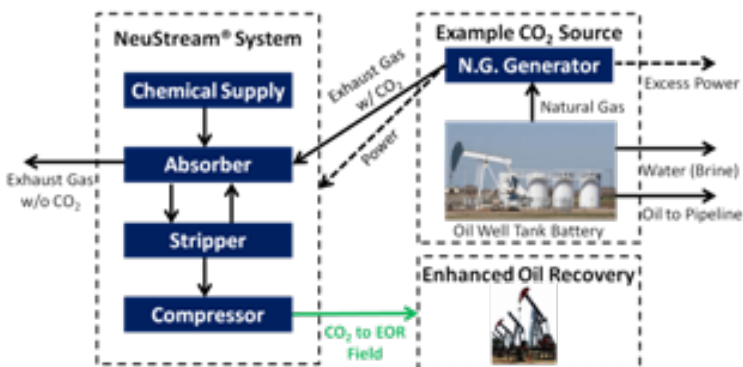 NeuStream® System
Chemical Supply
Absorber
Stripper
Compressor
Exhaust Gas
w/o CO₂
Exhaust Gas
w/ CO₂
Power
Example CO₂ Source
N.G. Generator
Natural Gas
Oil Well Tank Battery
Excess Power
Water (Brine)
Oil to Pipeline
CO₂ to EOR
Field
Enhanced Oil Recovery